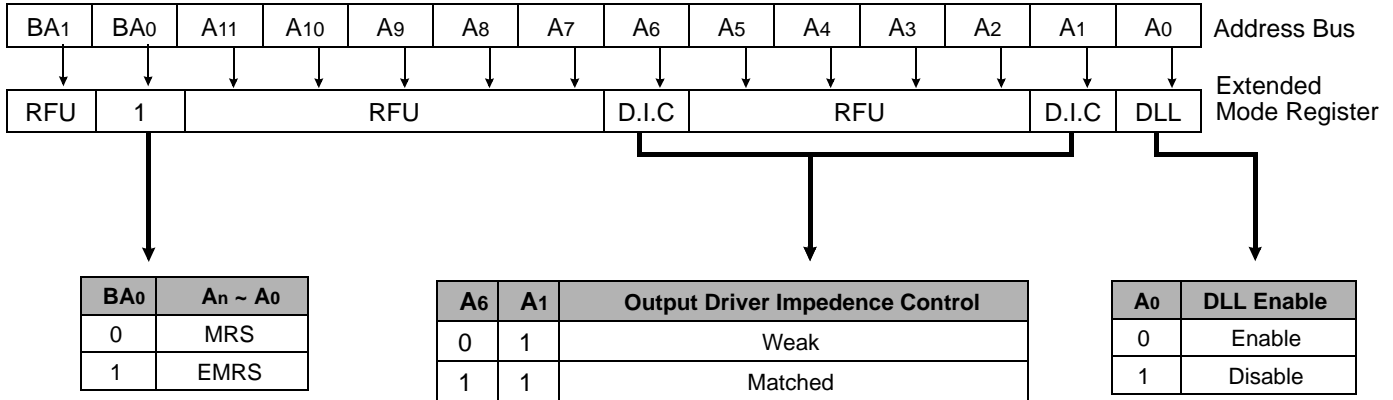 BA1 BA0 A11 A10 A9 A8 A7 A6 A5 A4 A3 A2 A1 A0 Address Bus
RFU 1 RFU D.I.C RFU D.I.C DLL Extended
Mode Register
BA0 An ~ A0
0 MRS
1 EMRS
A6 A1 Output Driver Impedence Control
0 1 Weak
1 1 Matched
A0 DLL Enable
0 Enable
1 Disable